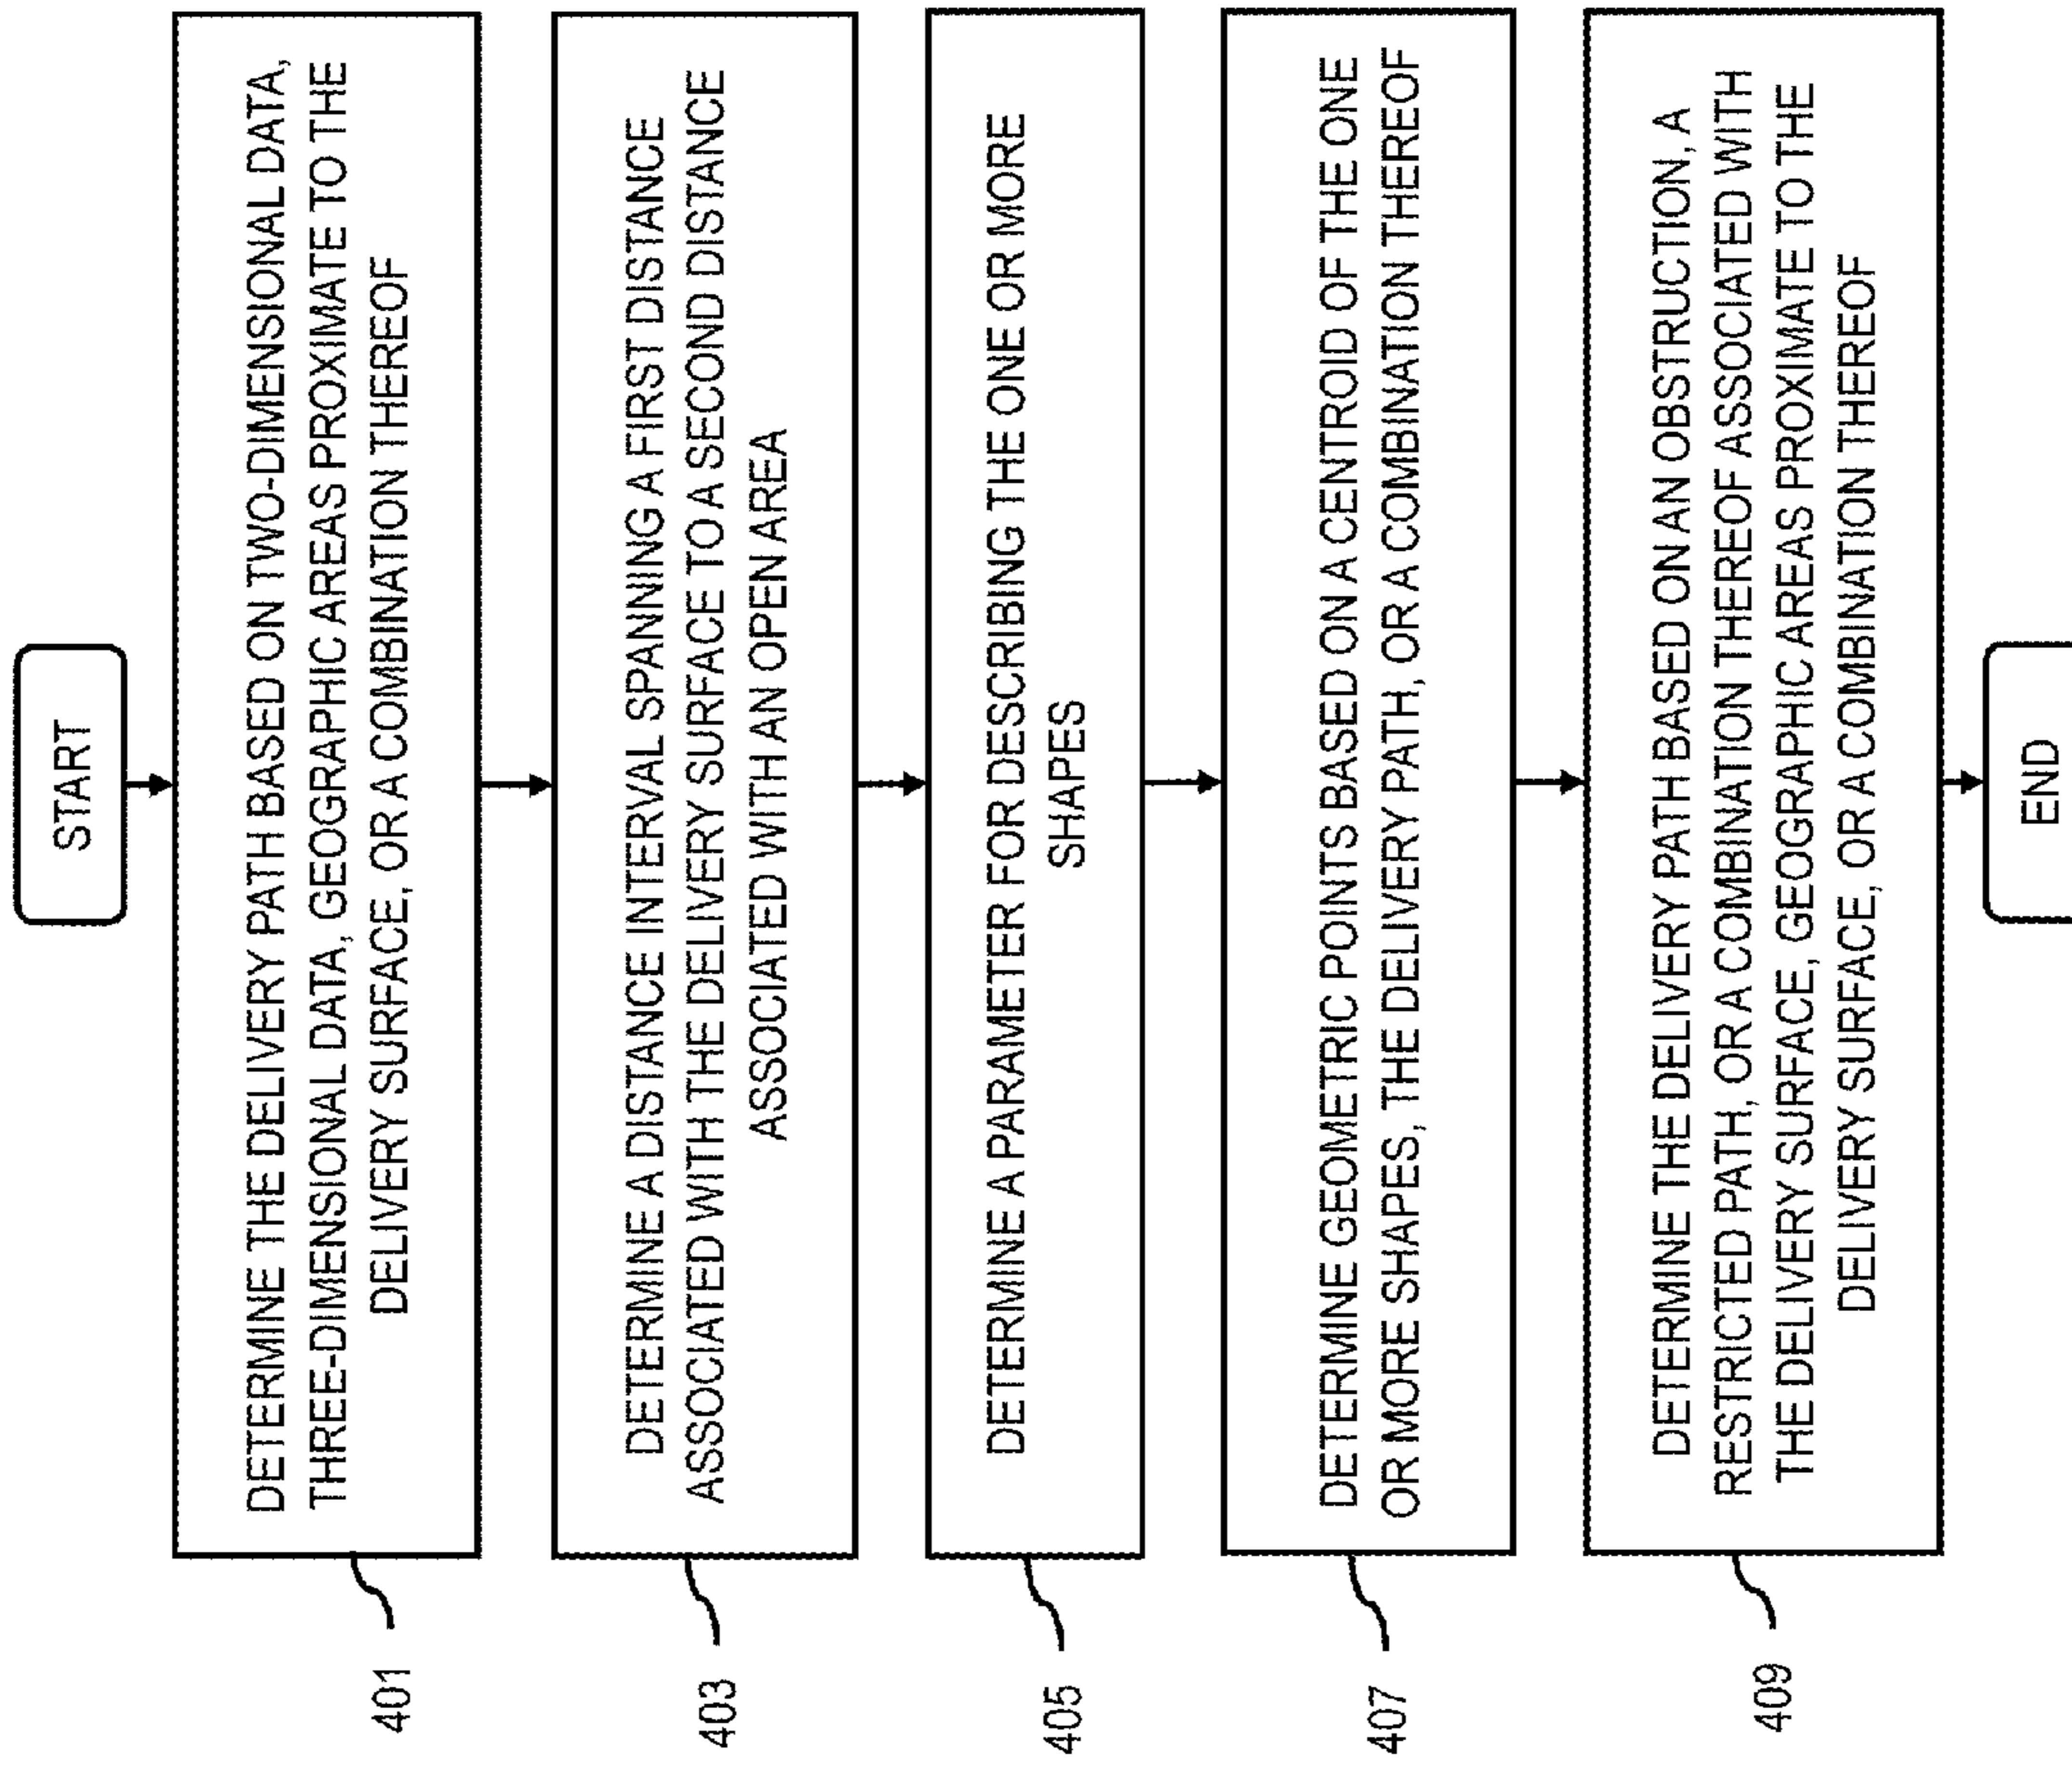 START
DETERMINE THE DELIVERY PATH BASED ON TWO-DIMENSIONAL DATA,
THREE-DIMENSIONAL DATA, GEOGRAPHIC AREAS PROXIMATE TO THE
DELIVERY SURFACE, OR A COMBINATION THEREOF
401
DETERMINE A DISTANCE INTERVAL SPANNING A FIRST DISTANCE
ASSOCIATED WITH THE DELIVERY SURFACE TO A SECOND DISTANCE
ASSOCIATED WITH AN OPEN AREA
403
DETERMINE A PARAMETER FOR DESCRIBING THE ONE OR MORE
SHAPES
405
DETERMINE GEOMETRIC POINTS BASED ON A CENTROID OF THE ONE
OR MORE SHAPES, THE DELIVERY PATH, OR A COMBINATION THEREOF
407
DETERMINE THE DELIVERY PATH BASED ON AN OBSTRUCTION, A
RESTRICTED PATH, OR A COMBINATION THEREOF ASSOCIATED WITH
THE DELIVERY SURFACE, GEOGRAPHIC AREAS PROXIMATE TO THE
DELIVERY SURFACE, OR A COMBINATION THEREOF
409
END